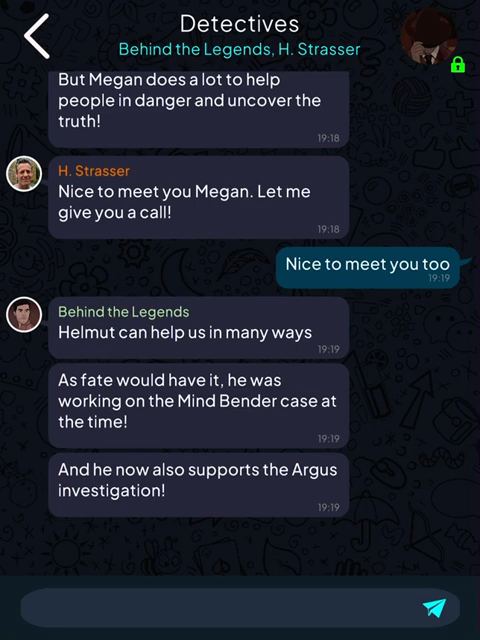 Detectives
Behind the Legends, H. Strasser
But Megan does a lot to help
people in danger and uncover the
truth!
19:18
H. Strasser
Nice to meet you Megan. Let me
give you a call!
19:18
Nice to meet you too
19:19
Behind the Legends
Helmut can help us in many ways
19:19
As fate would have it, he was
working on the Mind Bender case at
the time!
19:19
And he now also supports the Argus
investigation!
19:19